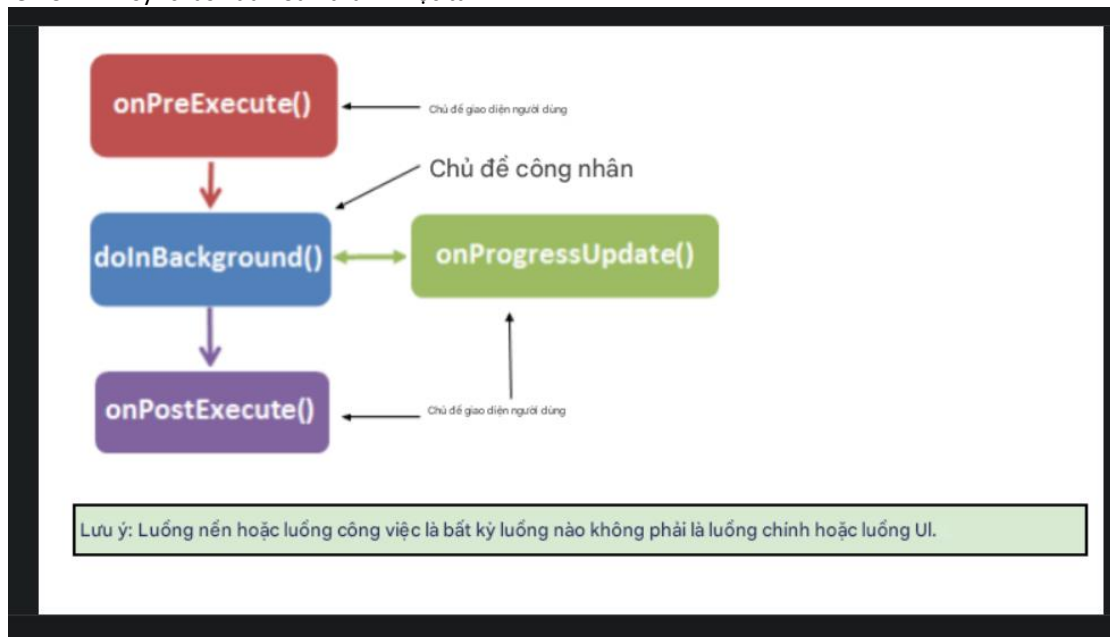 onPreExecute()
Chủ đề giao diện người dùng
Chủ đề công nhân
doInBackground()
onProgressUpdate()
onPostExecute()
Chủ đề giao diện người dùng
Lưu ý: Luồng nền hoặc luồng công việc là bất kỳ luồng nào không phải là luồng chính hoặc luồng UI.